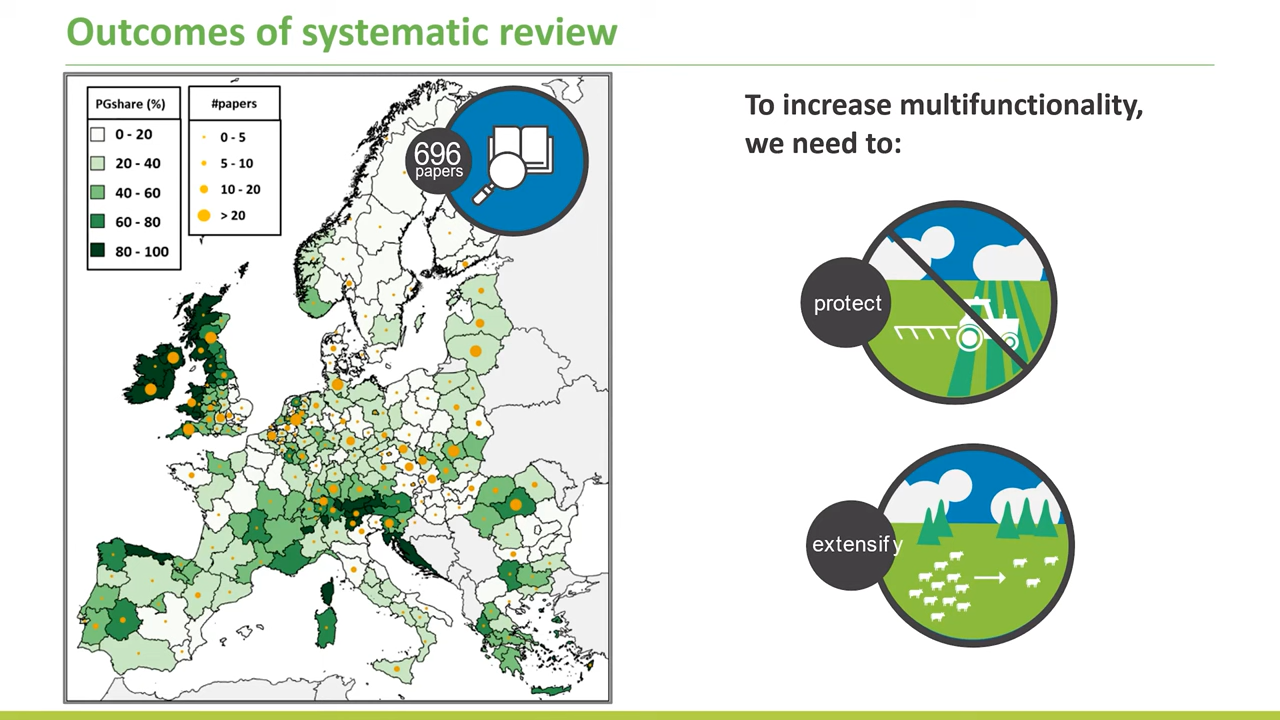 Outcomes of systematic review
PGshare (%)
0 - 20
20 - 40
40 - 60
60 - 80
80 - 100
#papers
0 - 5
5 - 10
10 - 20
> 20
696
papers
To increase multifunctionality,
we need to:
protect
extensify